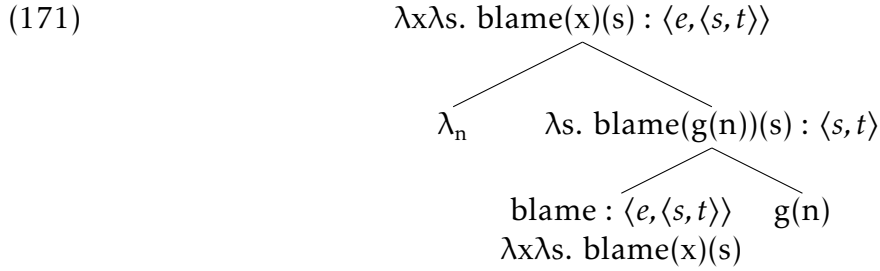 (171) λxλs. blame(x)(s) : ⟨e,⟨s,t⟩⟩
λn λs. blame(g(n))(s) : ⟨s,t⟩
blame : ⟨e,⟨s,t⟩⟩ g(n)
λxλs. blame(x)(s)